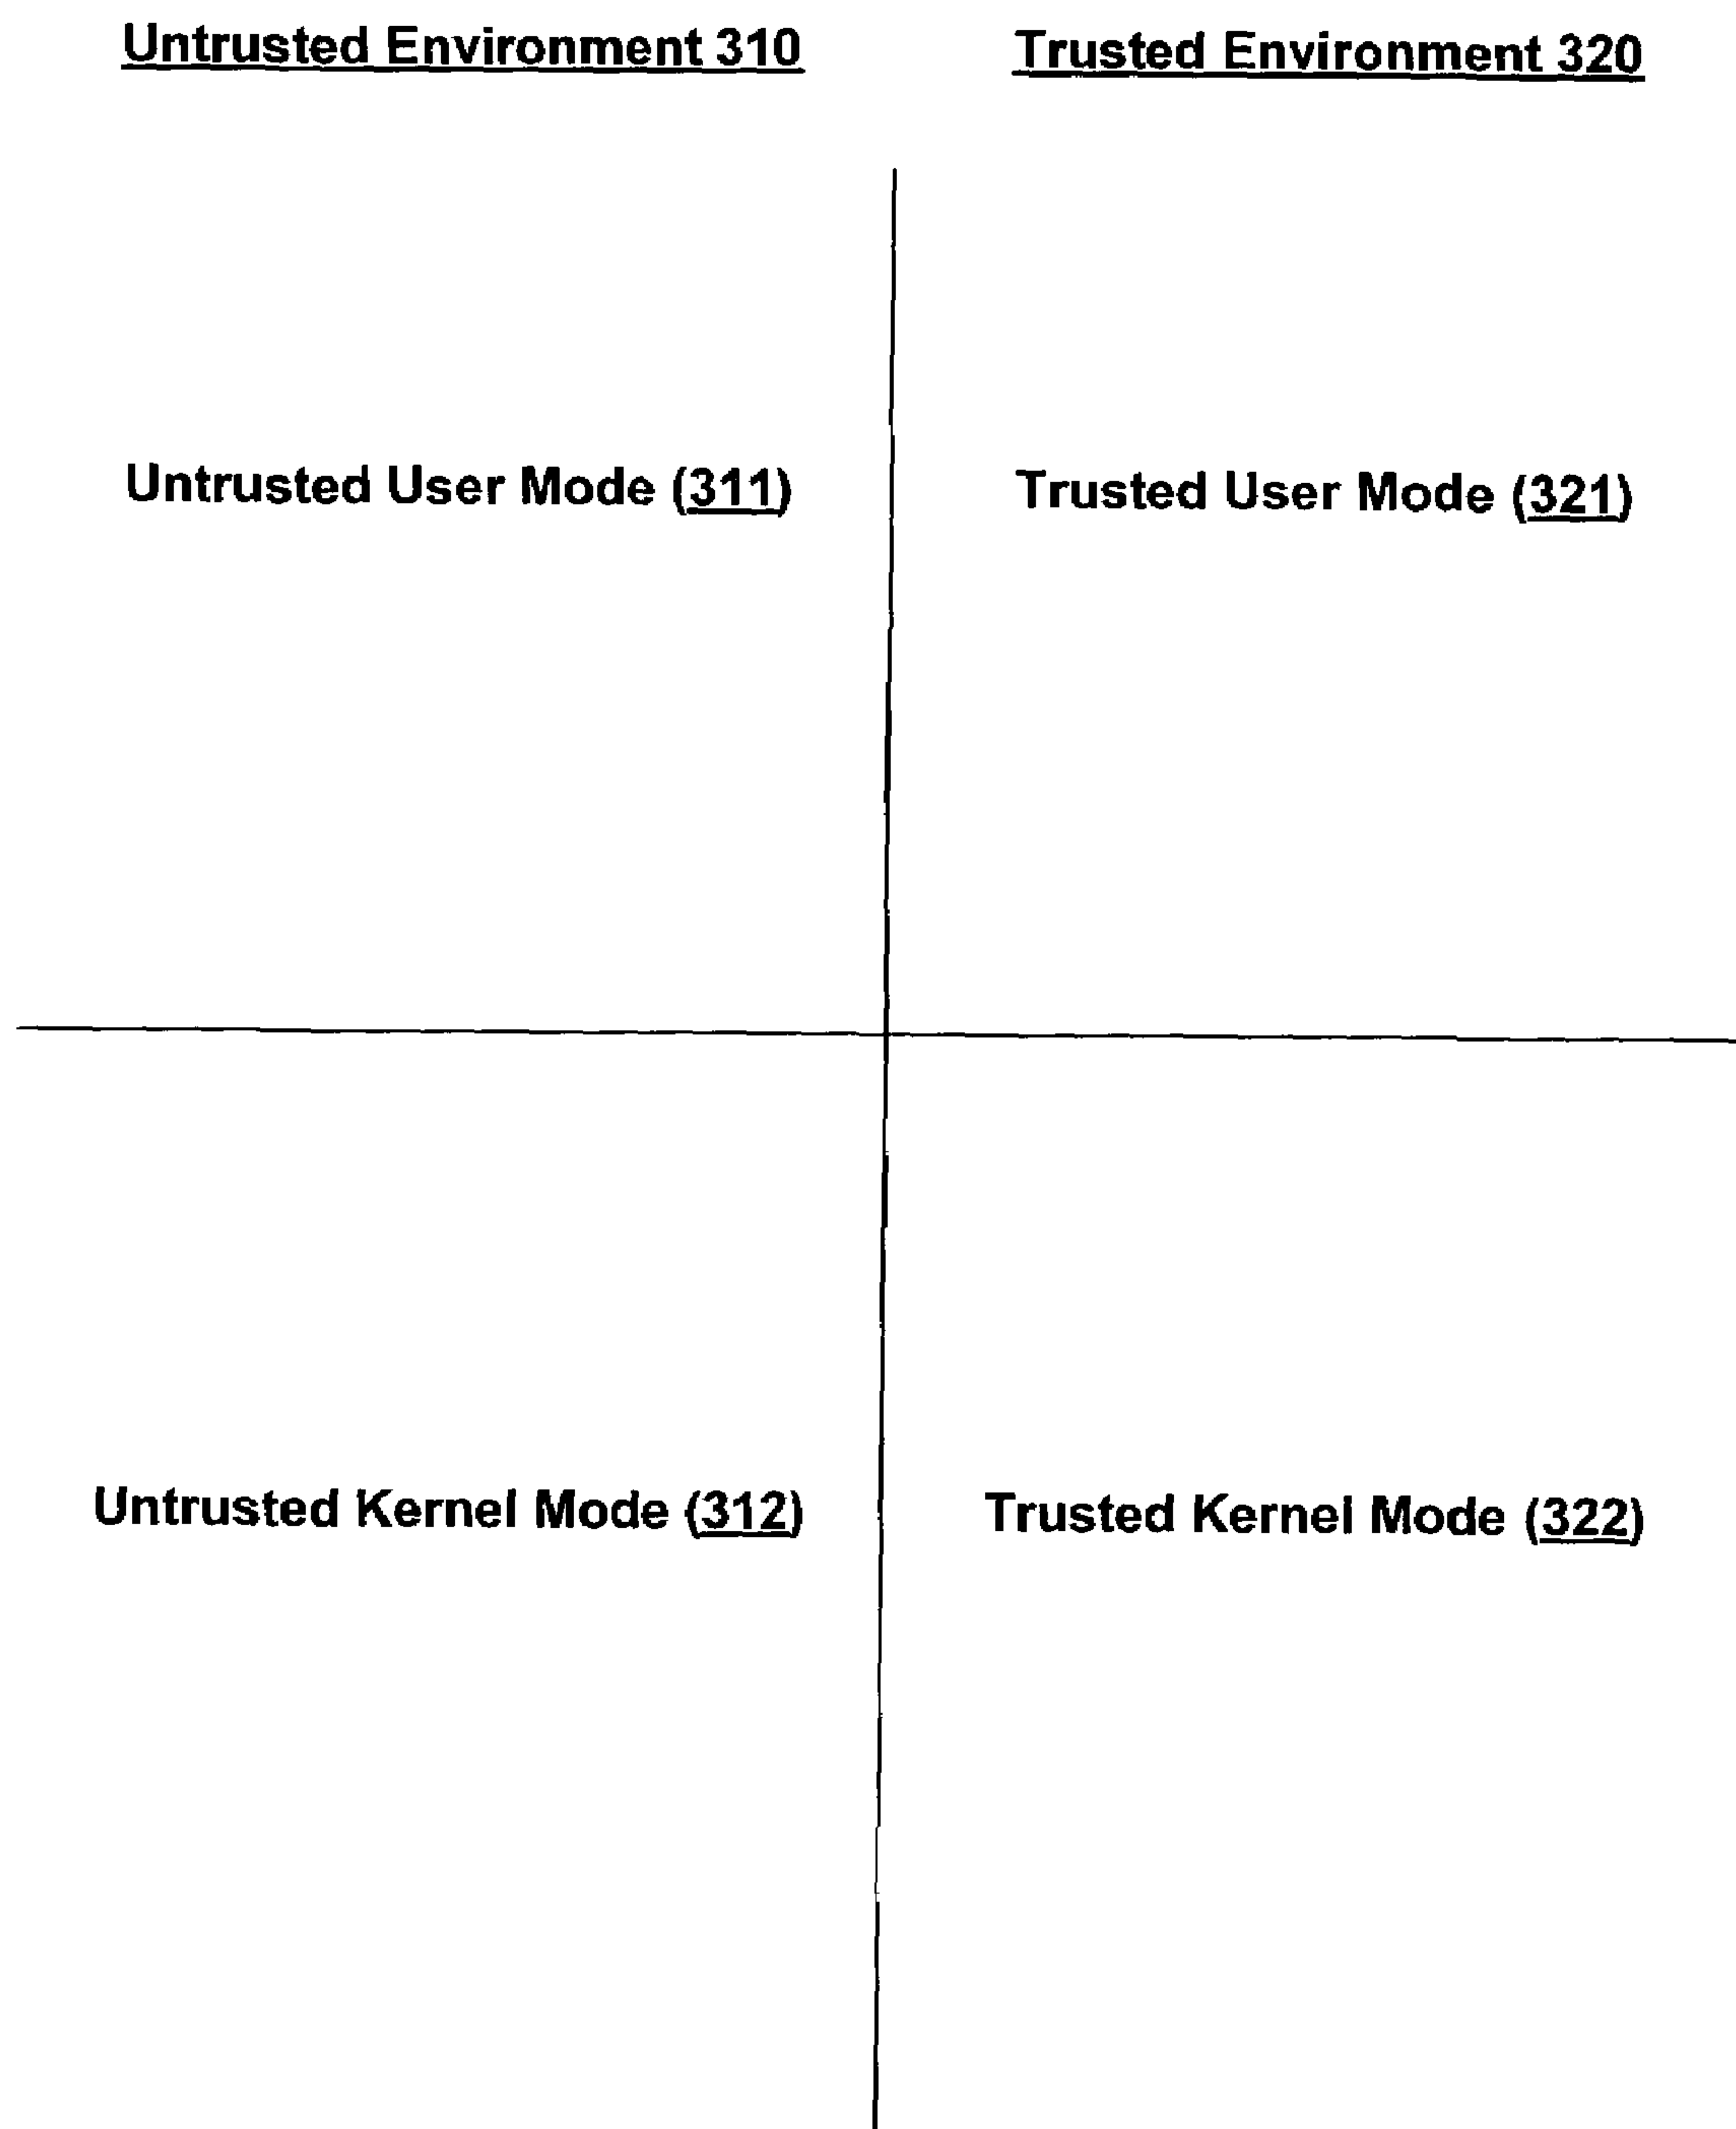 Untrusted Environment 310
Trusted Environment 320
Untrusted User Mode (311)
Trusted User Mode (321)
Untrusted Kernel Mode (312)
Trusted Kernel Mode (322)